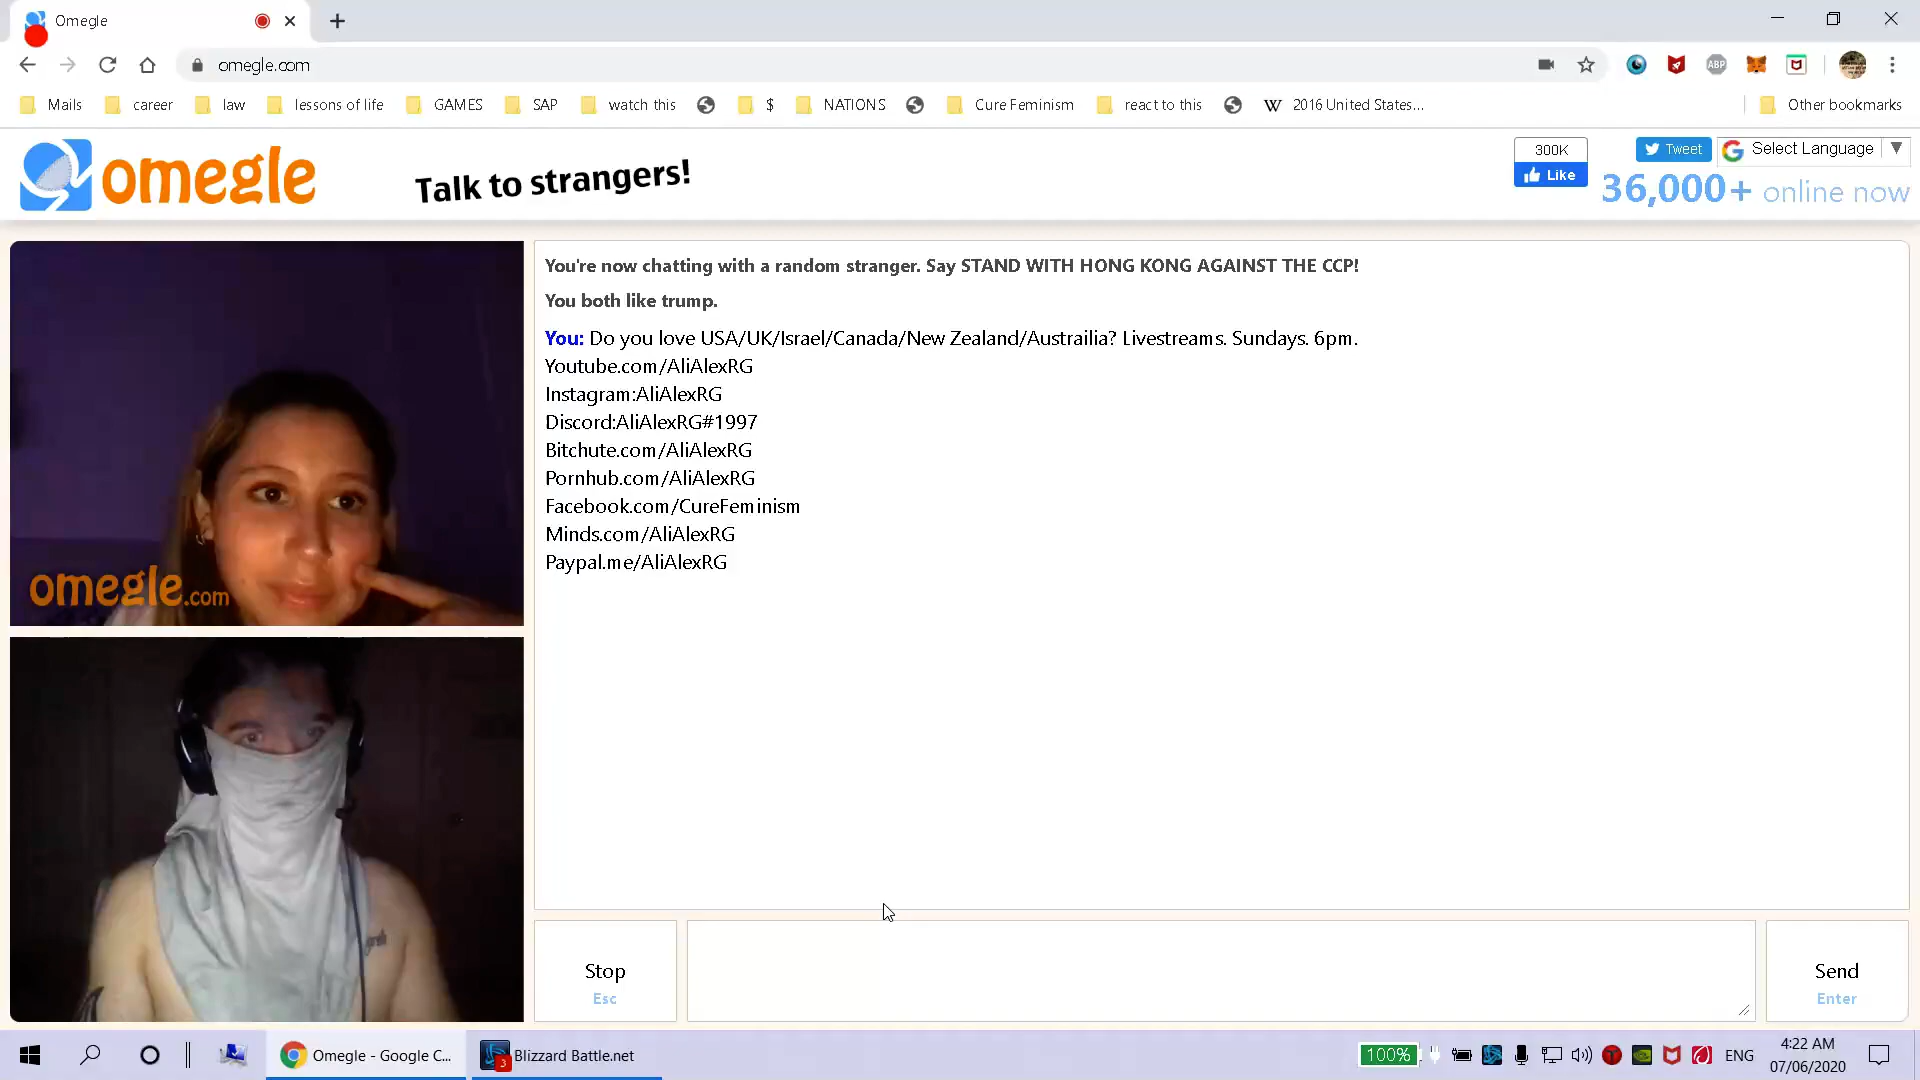 Omegle
omegle.com
ABP
Mails
career
law
lessons of life
GAMES
SAP
watch this
$
NATIONS
Cure Feminism
react to this
W 2016 United States...
Other bookmarks
omegle
Talk to strangers!
300K
Like
Tweet
G Select Language
36,000+ online now
You're now chatting with a random stranger. Say STAND WITH HONG KONG AGAINST THE CCP!
You both like trump.
You: Do you love USA/UK/Israel/Canada/New Zealand/Austrailia? Livestreams. Sundays. 6pm.
Youtube.com/AliAlexRG
Instagram:AliAlexRG
Discord:AliAlexRG#1997
Bitchute.com/AliAlexRG
Pornhub.com/AliAlexRG
Facebook.com/CureFeminism
Minds.com/AliAlexRG
Paypal.me/AliAlexRG
omegle.com
Stop
Esc
Send
Enter
Omegle - Google C...
3
Blizzard Battle.net
100%
ENG
4:22 AM
07/06/2020